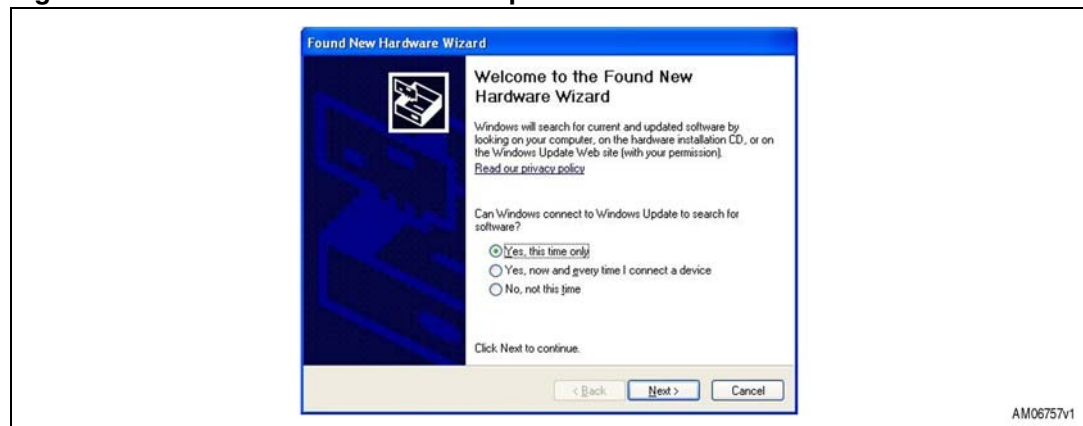 Found New Hardware Wizard
Welcome to the Found New
Hardware Wizard
Windows will search for current and updated software by
looking on your computer, on the hardware installation CD, or on
the Windows Update Web site (with your permission).
Read our privacy policy
Can Windows connect to Windows Update to search for
software?
Yes, this time only
Yes, now and every time I connect a device
No, not this time
Click Next to continue.
< Back
Next >
Cancel
AM06757v1